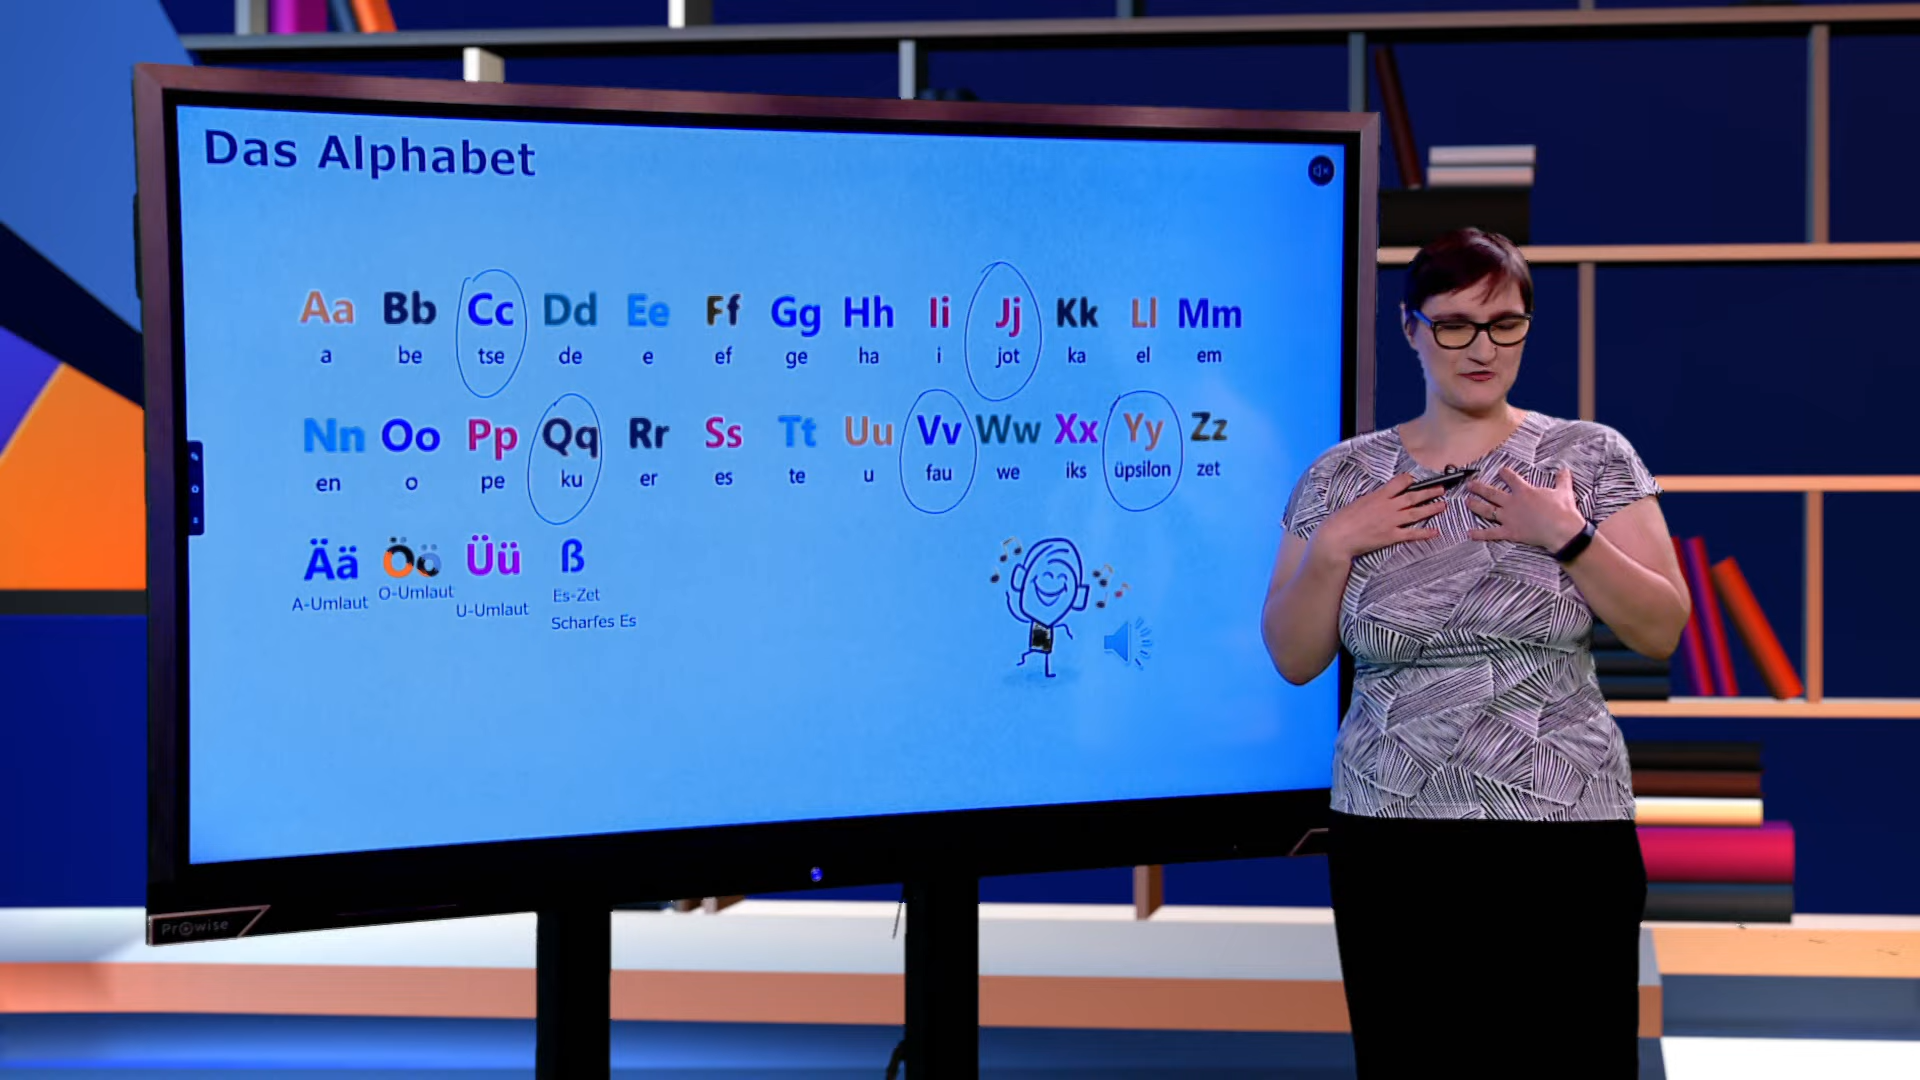 Das Alphabet
Aa Bb Cc Dd Ee Ff Gg Hh Ii Jj Kk Ll Mm
a be tse de e ef ge ha i jot ka el em
Nn Oo Pp Qq Rr Ss Tt Uu Vv Ww Xx Yy Zz
en o pe ku er es te u fau we iks üpsilon zet
Ää Öö Üü ß
A-Umlaut O-Umlaut U-Umlaut Es-Zet
Scharfes Es
Prowise